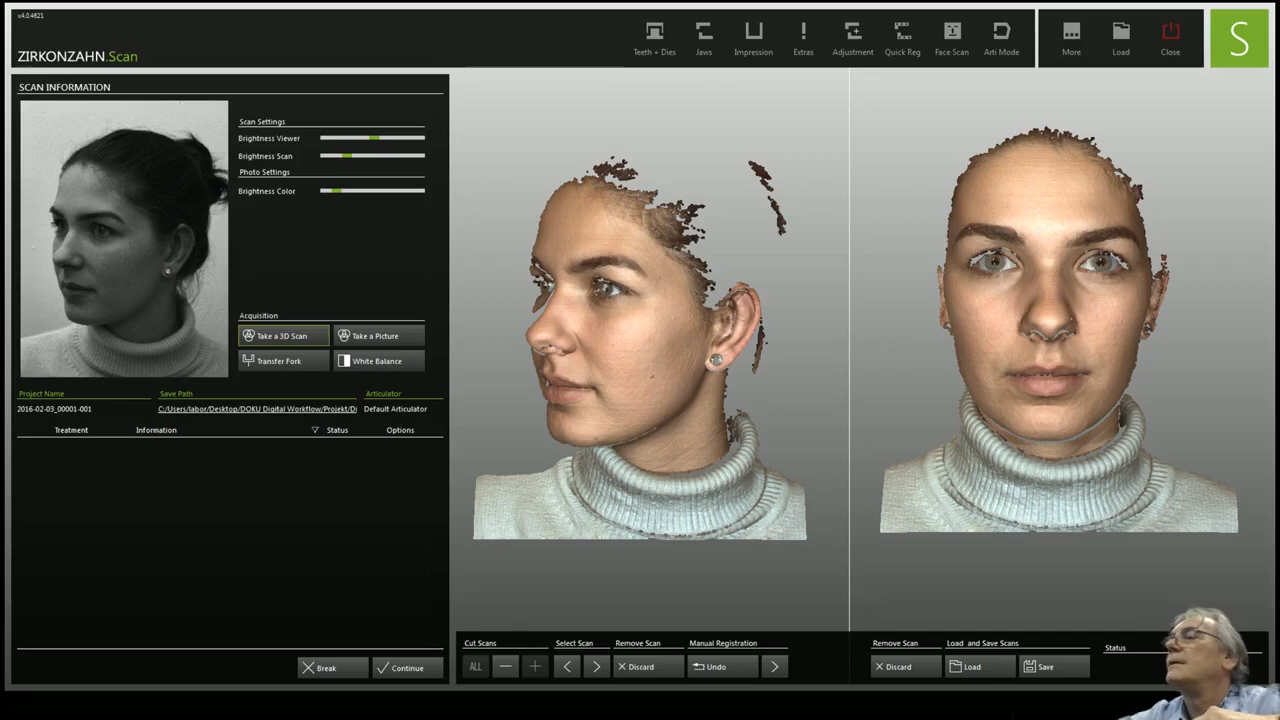 v4.0.4621
ZIRKONZAHN.Scan
Teeth + Dies
Jaws
Impression
Extras
Adjustment
Quick Reg
Face Scan
Arti Mode
More
Load
Close
S
SCAN INFORMATION
Scan Settings
Brightness Viewer
Brightness Scan
Photo Settings
Brightness Color
Acquisition
Take a 3D Scan
Take a Picture
Transfer Fork
White Balance
Project Name
Save Path
Articulator
2016-02-03_00001-001
C:/Users/labor/Desktop/DOKU Digital Workflow/Projekt/Di
Default Articulator
Treatment
Information
Status
Options
Break
Continue
Cut Scans
Select Scan
Remove Scan
Manual Registration
ALL
Discard
Undo
Remove Scan
Load and Save Scans
Status
Discard
Load
Save